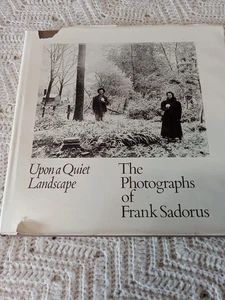 Upon a Quiet
Landscape
The
Photographs
of
Frank Sadorus